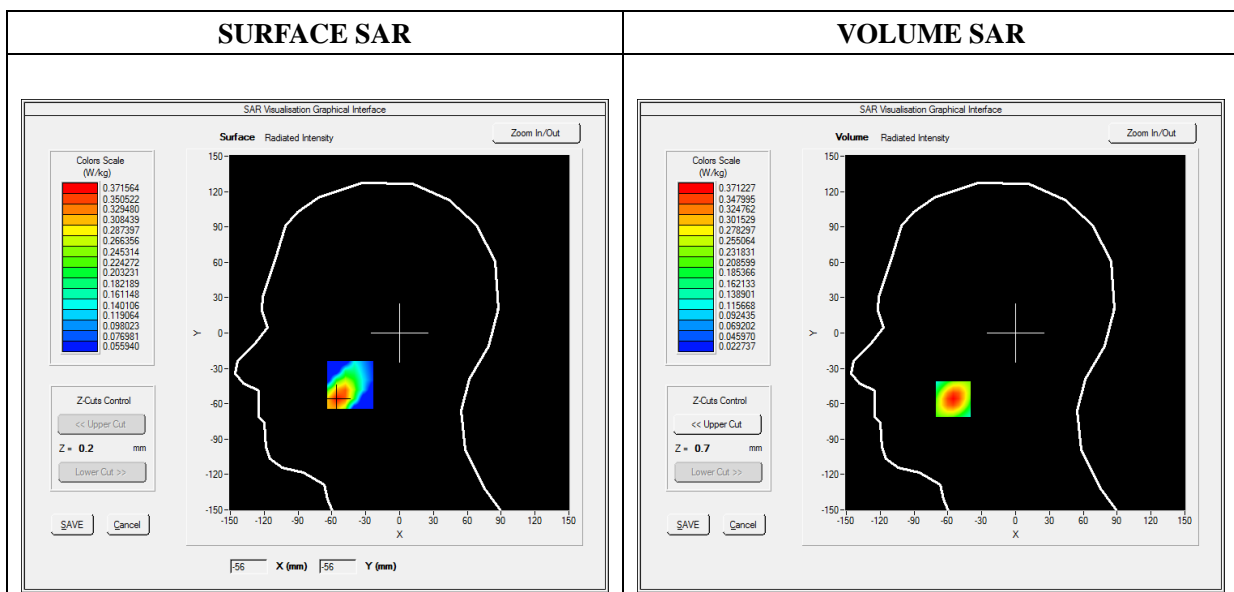 SURFACE SAR
VOLUME SAR
SAR Visualisation Graphical Interface
Surface Radiated Intensity
Zoom In/Out
Colors Scale
(W/kg)
0.371564
0.350522
0.329480
0.308439
0.287397
0.266356
0.245314
0.224272
0.203231
0.182189
0.161148
0.140106
0.119064
0.098023
0.076981
0.055940
Z-Cuts Control
<< Upper Cut
Z = 0.2 mm
Lower Cut >>
SAVE Cancel
150
120
90
60
30
Y 0
-30
-60
-90
-120
-150
-150 -120 -90 -60 -30 0 30 60 90 120 150
X
-56 X (mm) -56 Y (mm)
SAR Visualisation Graphical Interface
Volume Radiated Intensity
Zoom In/Out
Colors Scale
(W/kg)
0.371227
0.347995
0.324762
0.301529
0.278297
0.255064
0.231831
0.208599
0.185366
0.162133
0.138901
0.115668
0.092435
0.069202
0.045970
0.022737
Z-Cuts Control
<< Upper Cut
Z = 0.7 mm
Lower Cut >>
SAVE Cancel
150
120
90
60
30
Y 0
-30
-60
-90
-120
-150
-150 -120 -90 -60 -30 0 30 60 90 120 150
X